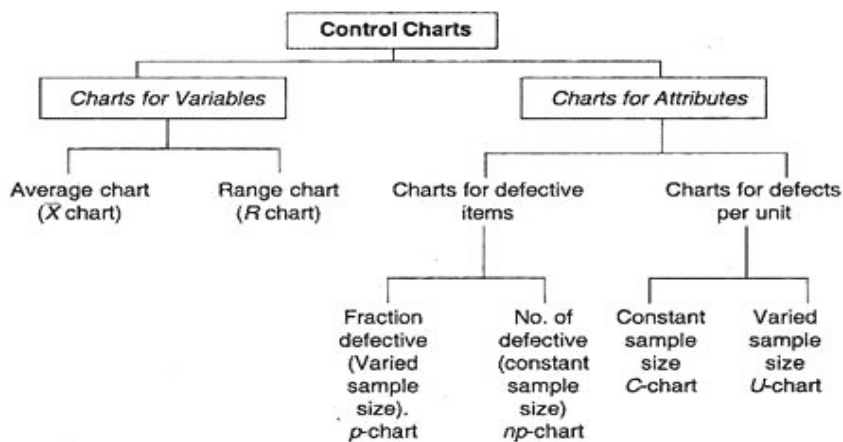 Control Charts
Charts for Variables
Charts for Attributes
Average chart
(X̅ chart)
Range chart
(R chart)
Charts for defective
items
Charts for defects
per unit
Fraction
defective
(Varied
sample
size).
p-chart
No. of
defective
(constant
sample
size)
np-chart
Constant
sample
size
C-chart
Varied
sample
size
U-chart